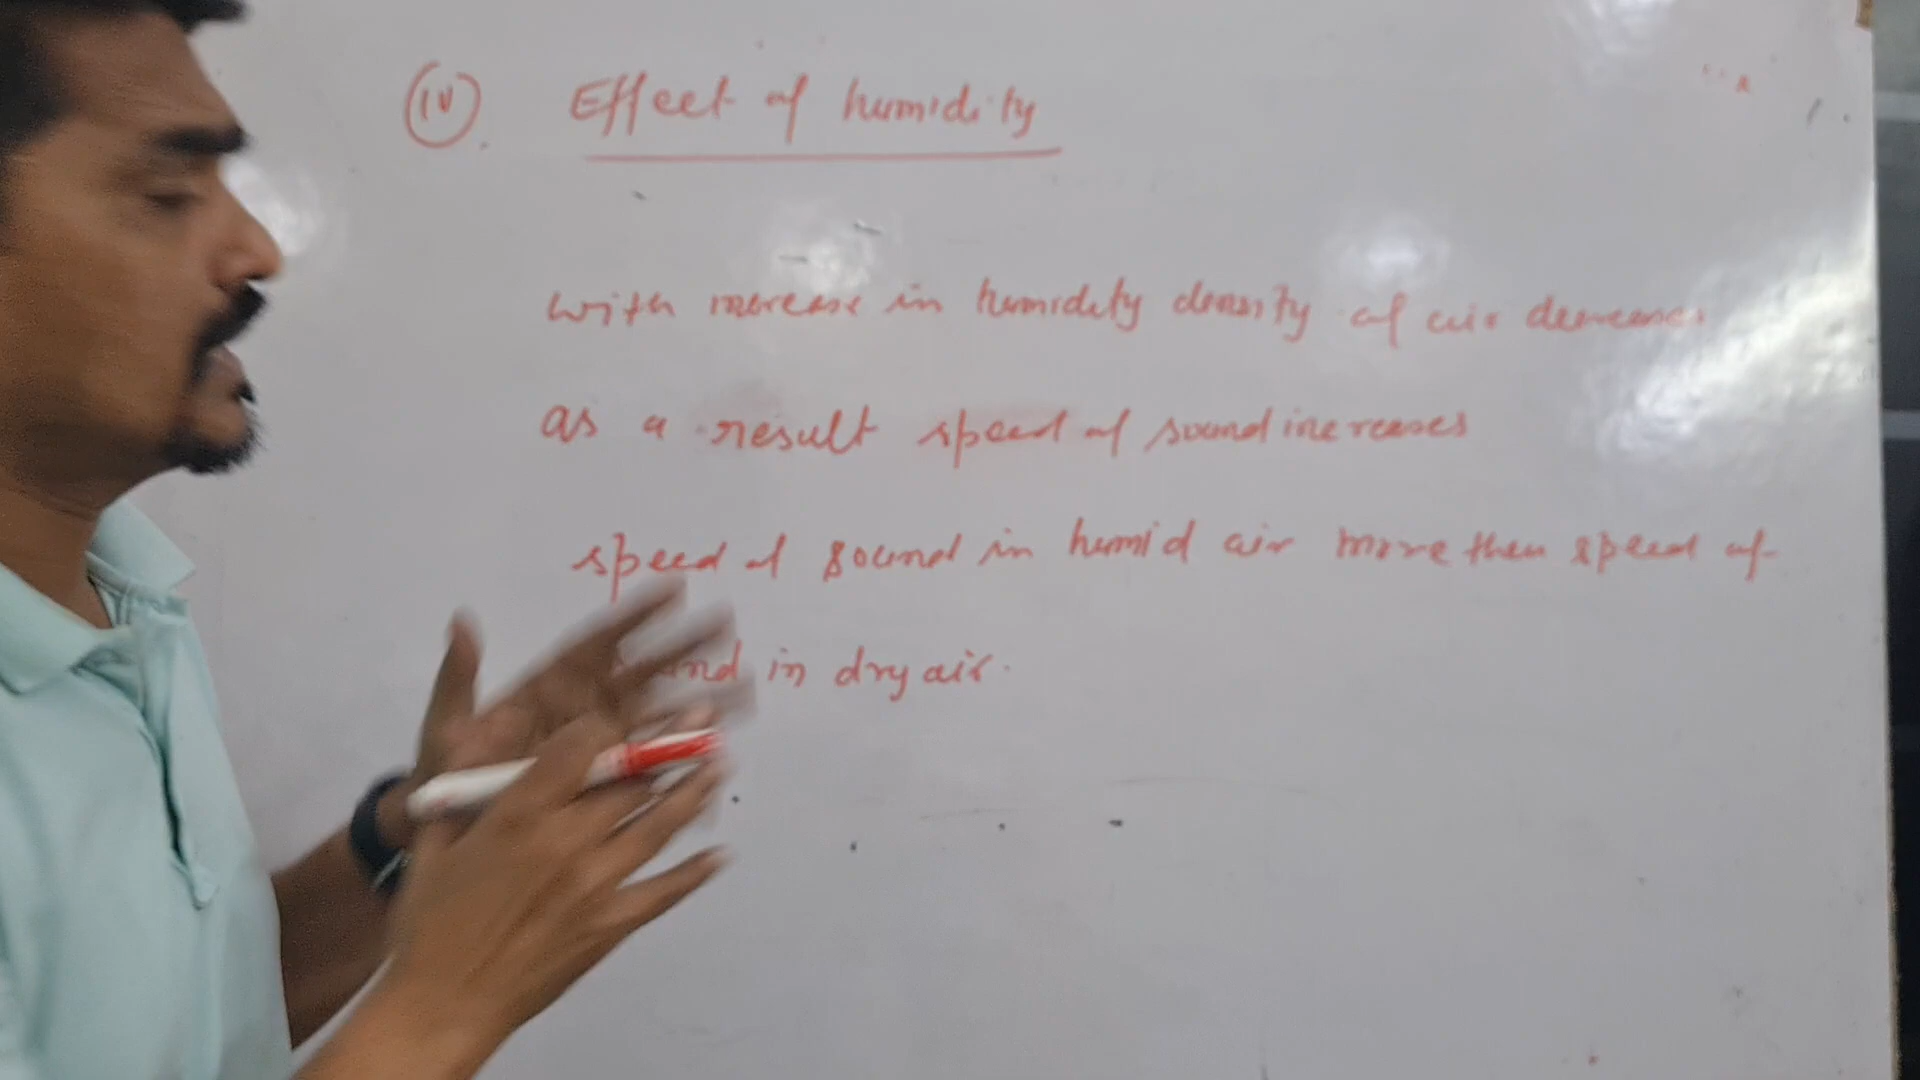 (iv). Effect of humidity
with increase in humidity density of air decreases
as a result speed of sound increases
speed of sound in humid air more then speed of
in dry air.